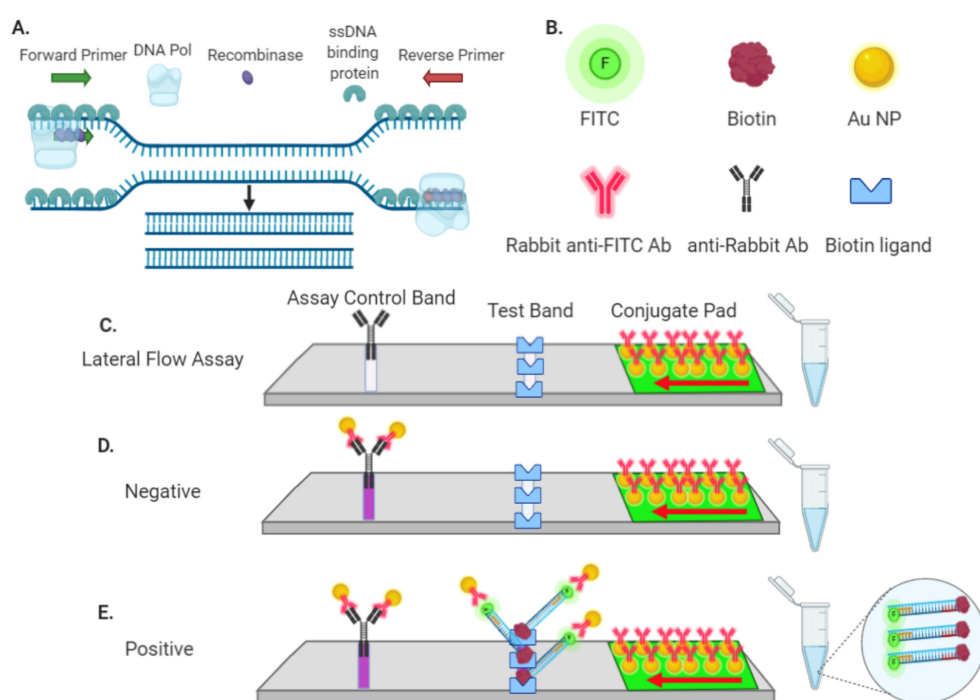 A.
Forward Primer
DNA Pol
Recombinase
ssDNA
binding
protein
Reverse Primer
B.
F
FITC
Biotin
Au NP
Rabbit anti-FITC Ab
anti-Rabbit Ab
Biotin ligand
C.
Lateral Flow Assay
Assay Control Band
Test Band
Conjugate Pad
D.
Negative
E.
Positive
F
F
F
F
F